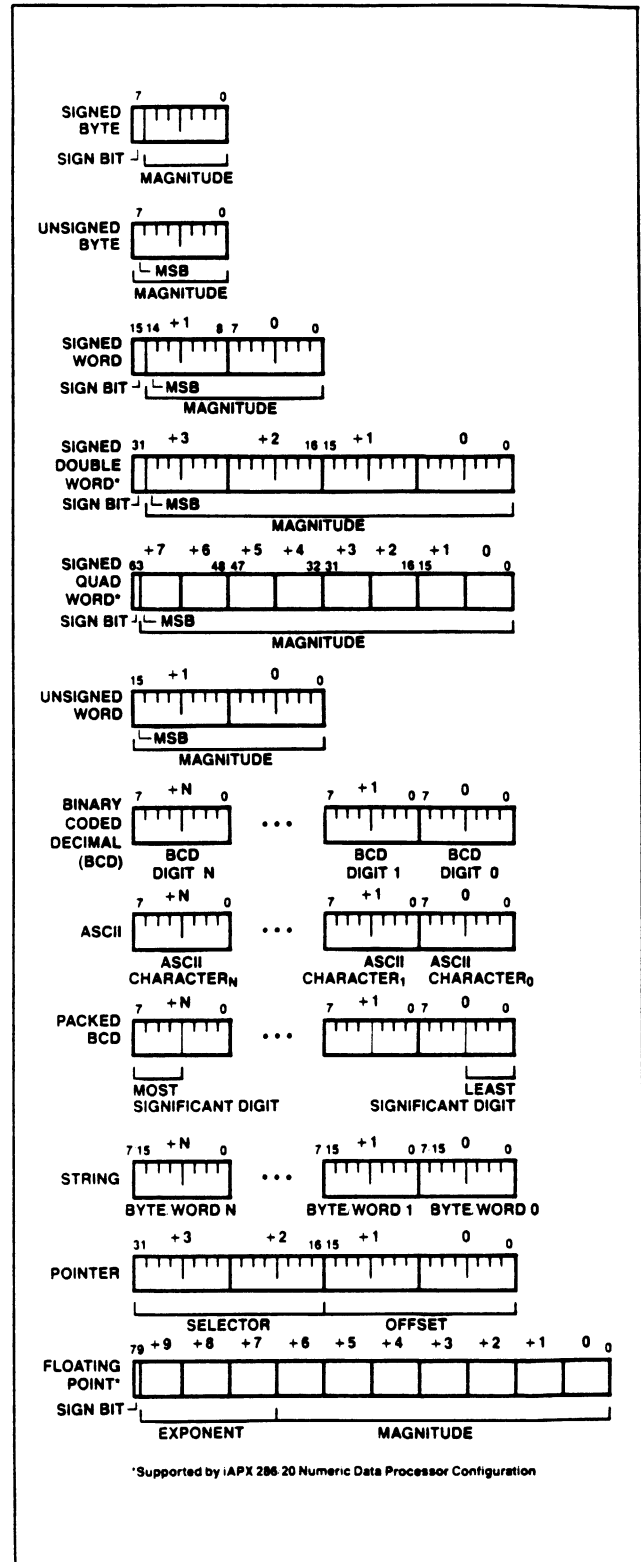 7 0
SIGNED
BYTE
SIGN BIT
MAGNITUDE
7 0
UNSIGNED
BYTE
MSB
MAGNITUDE
15 14 +1 8 7 0 0
SIGNED
WORD
SIGN BIT MSB
MAGNITUDE
31 +3 +2 16 15 +1 0 0
SIGNED
DOUBLE
WORD*
SIGN BIT MSB
MAGNITUDE
+7 +6 +5 +4 +3 +2 +1 0
63 48 47 32 31 16 15 0
SIGNED
QUAD
WORD*
SIGN BIT MSB
MAGNITUDE
15 +1 0 0
UNSIGNED
WORD
MSB
MAGNITUDE
7 +N 0 ... 7 +1 0 7 0 0
BINARY
CODED
DECIMAL
(BCD)
BCD DIGIT N BCD DIGIT 1 BCD DIGIT 0
7 +N 0 ... 7 +1 0 7 0 0
ASCII
ASCII CHARACTERN ASCII CHARACTER1 ASCII CHARACTER0
7 +N 0 ... 7 +1 0 7 0 0
PACKED
BCD
MOST LEAST
SIGNIFICANT DIGIT SIGNIFICANT DIGIT
7 15 +N 0 ... 7 15 +1 0 7 15 0 0
STRING
BYTE WORD N BYTE WORD 1 BYTE WORD 0
31 +3 +2 16 15 +1 0 0
POINTER
SELECTOR OFFSET
79 +9 +8 +7 +6 +5 +4 +3 +2 +1 0 0
FLOATING
POINT*
SIGN BIT
EXPONENT MAGNITUDE
*Supported by iAPX 286 20 Numeric Data Processor Configuration